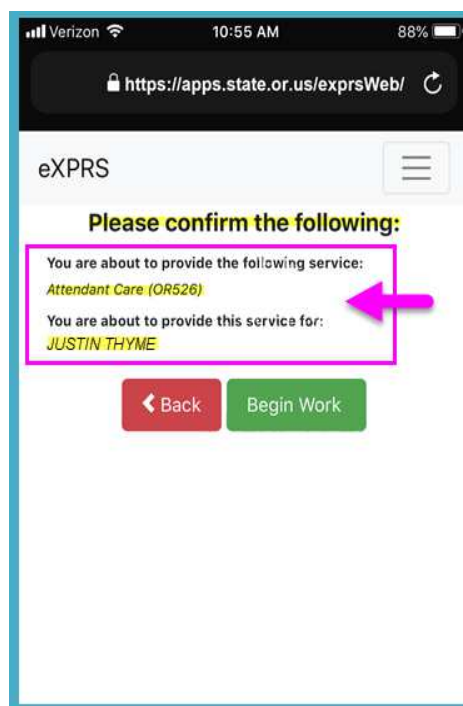 Verizon 10:55 AM 88%
https://apps.state.or.us/exprsWeb/
eXPRS
Please confirm the following:
You are about to provide the following service:
Attendant Care (OR526)
You are about to provide this service for:
JUSTIN THYME
Back Begin Work